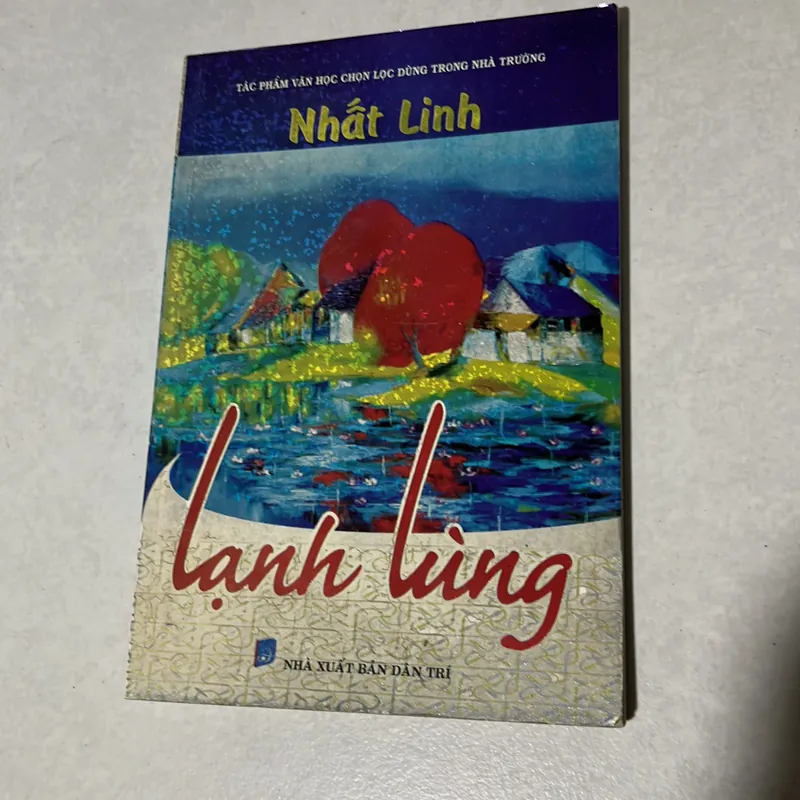 TÁC PHẨM VĂN HỌC CHỌN LỌC DÙNG TRONG NHÀ TRƯỜNG
Nhất Linh
lạnh lùng
NHÀ XUẤT BẢN DÂN TRÍ